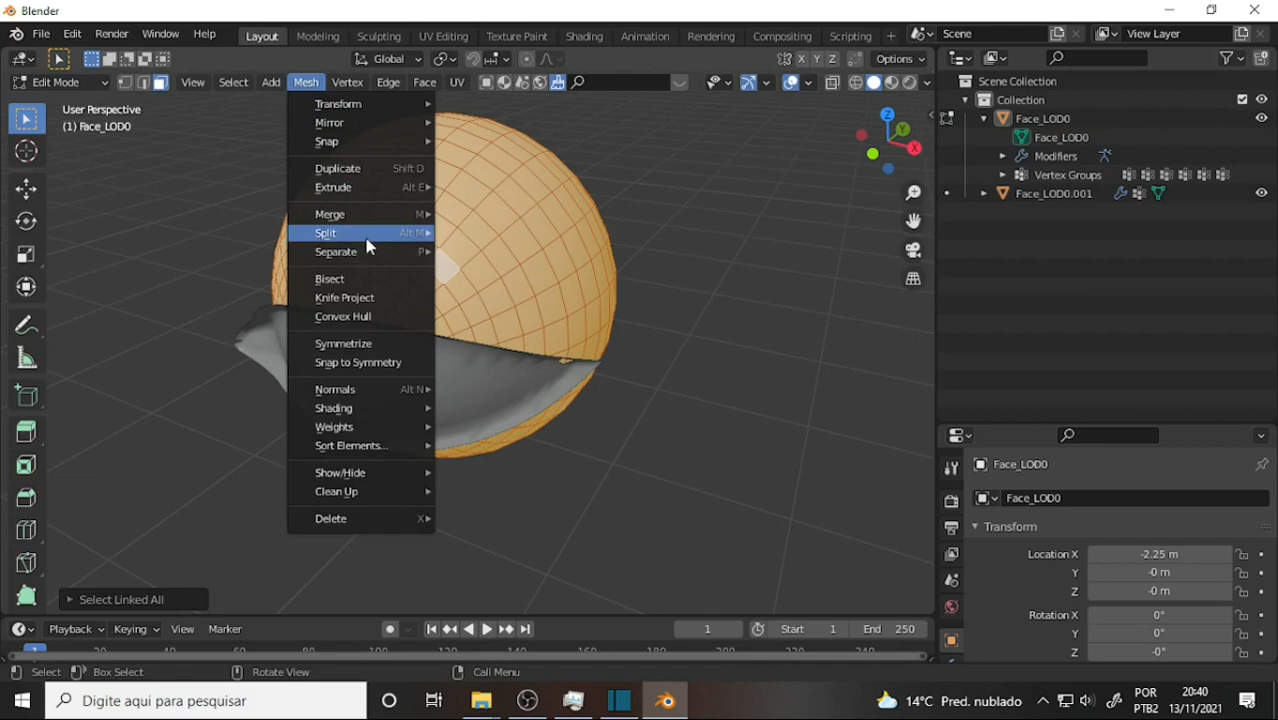 Blender
File Edit Render Window Help Layout Modeling Sculpting UV Editing Texture Paint Shading Animation Rendering Compositing Scripting + Scene View Layer
Global X Y Z Options
Edit Mode View Select Add Mesh Vertex Edge Face UV
Scene Collection
Collection
Face_LOD0
Face_LOD0
Modifiers
Vertex Groups
Face_LOD0.001
User Perspective
(1) Face_LOD0
Transform
Mirror
Snap
Duplicate Shift D
Extrude Alt E
Merge M
Split Alt M
Separate P
Bisect
Knife Project
Convex Hull
Symmetrize
Snap to Symmetry
Normals Alt N
Shading
Weights
Sort Elements...
Show/Hide
Clean Up
Delete X
Z Y X
Select Linked All
Face_LOD0
Face_LOD0
Transform
Location X -2.25 m
Y -0 m
Z -0 m
Rotation X 0°
Y 0°
Z -0°
Playback Keying View Marker 1 Start 1 End 250
Select Box Select Rotate View Call Menu
Digite aqui para pesquisar
14°C Pred. nublado
POR
PTB2
20:40
13/11/2021